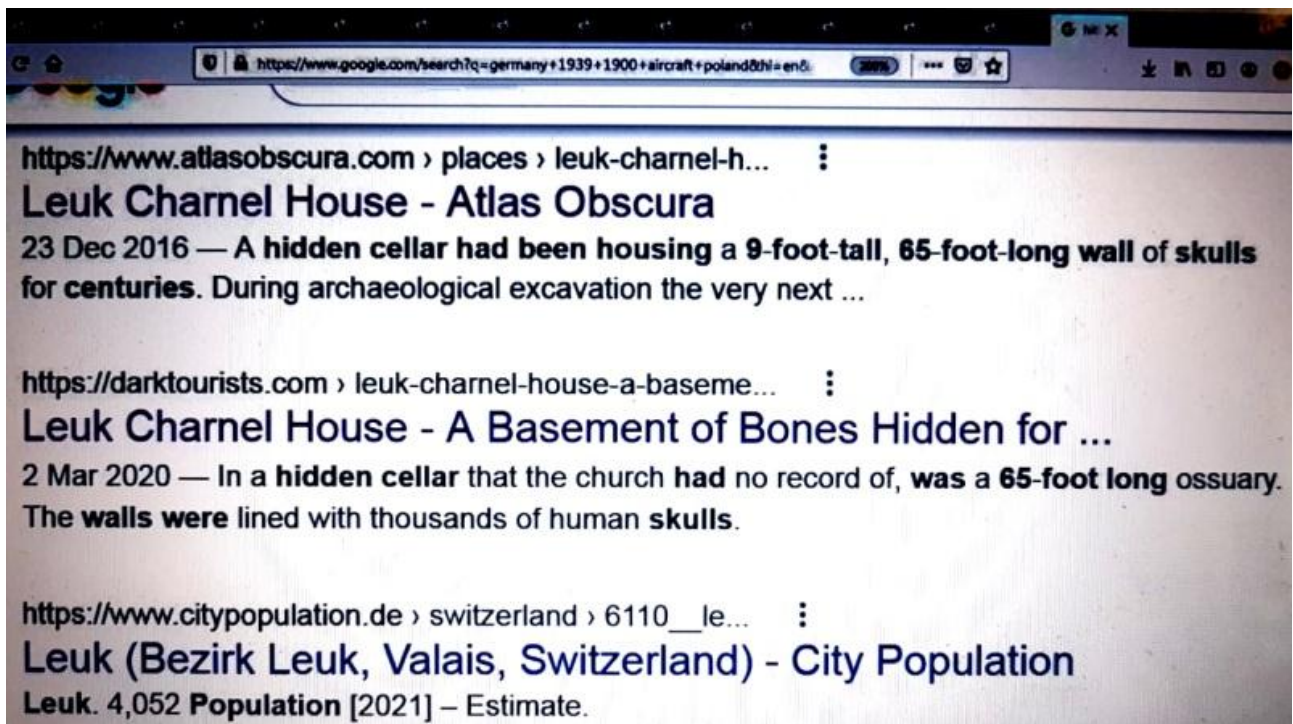 https://www.google.com/search?q=germany+1939+1900+aircraft+poland&hl=en&
https://www.atlasobscura.com › places › leuk-charnel-h...
Leuk Charnel House - Atlas Obscura
23 Dec 2016 — A hidden cellar had been housing a 9-foot-tall, 65-foot-long wall of skulls
for centuries. During archaeological excavation the very next ...
https://darktourists.com › leuk-charnel-house-a-baseme...
Leuk Charnel House - A Basement of Bones Hidden for ...
2 Mar 2020 — In a hidden cellar that the church had no record of, was a 65-foot long ossuary.
The walls were lined with thousands of human skulls.
https://www.citypopulation.de › switzerland › 6110__le...
Leuk (Bezirk Leuk, Valais, Switzerland) - City Population
Leuk. 4,052 Population [2021] – Estimate.